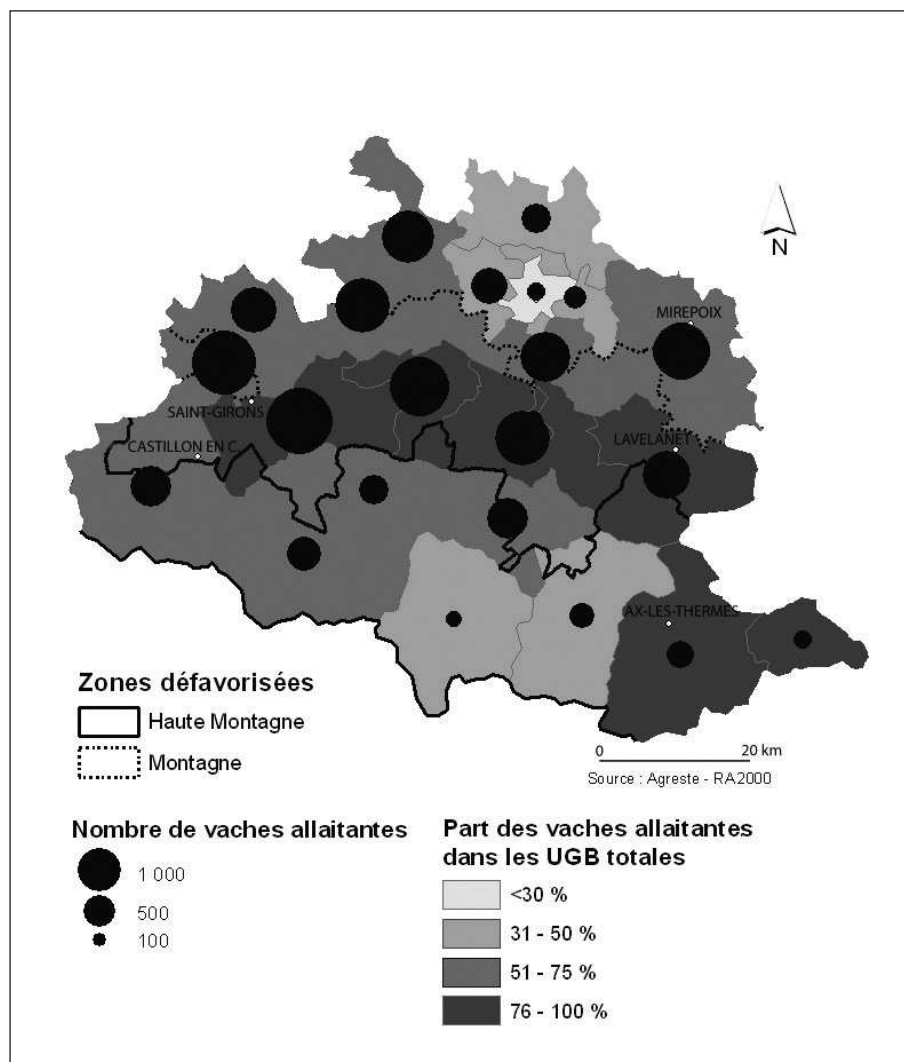 N
MIREPOIX
SAINT-GIRONS
LAVELANET
CASTILLON EN C.
AX-LES-THERMES
Zones défavorisées
Haute Montagne
Montagne
0 20 km
Source : Agreste - RA2000
Nombre de vaches allaitantes
1 000
500
100
Part des vaches allaitantes
dans les UGB totales
<30 %
31 - 50 %
51 - 75 %
76 - 100 %